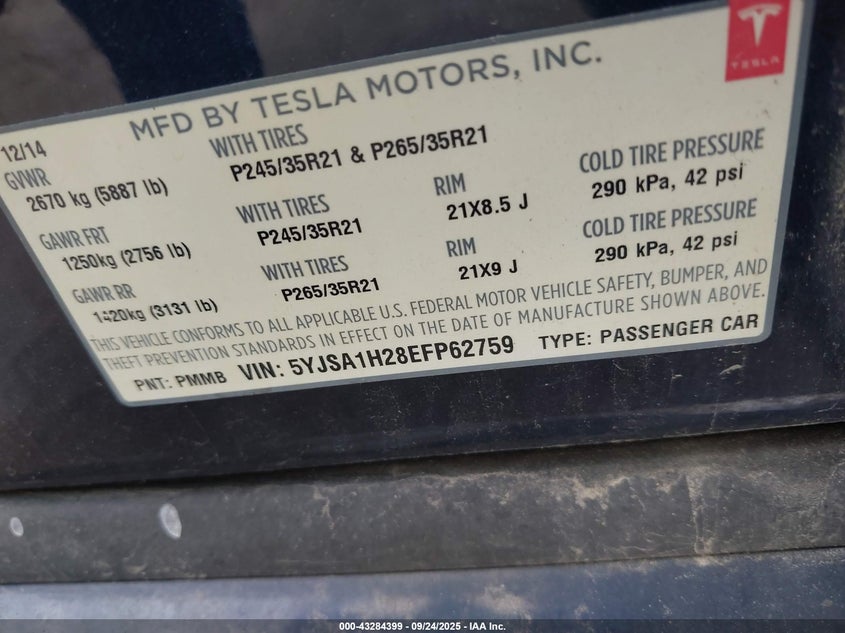 MFD BY TESLA MOTORS, INC.
TESLA
12/14
GVWR
2670 kg (5887 lb)
WITH TIRES
P245/35R21 & P265/35R21
COLD TIRE PRESSURE
290 kPa, 42 psi
GAWR FRT
1250kg (2756 lb)
WITH TIRES
P245/35R21
RIM
21X8.5 J
COLD TIRE PRESSURE
290 kPa, 42 psi
GAWR RR
1420kg (3131 lb)
WITH TIRES
P265/35R21
RIM
21X9 J
THIS VEHICLE CONFORMS TO ALL APPLICABLE U.S. FEDERAL MOTOR VEHICLE SAFETY, BUMPER, AND
THEFT PREVENTION STANDARDS IN EFFECT ON THE DATE OF MANUFACTURE SHOWN ABOVE.
PNT: PMMB VIN: 5YJSA1H28EFP62759 TYPE: PASSENGER CAR
000-43284399 - 09/24/2025 - IAA Inc.